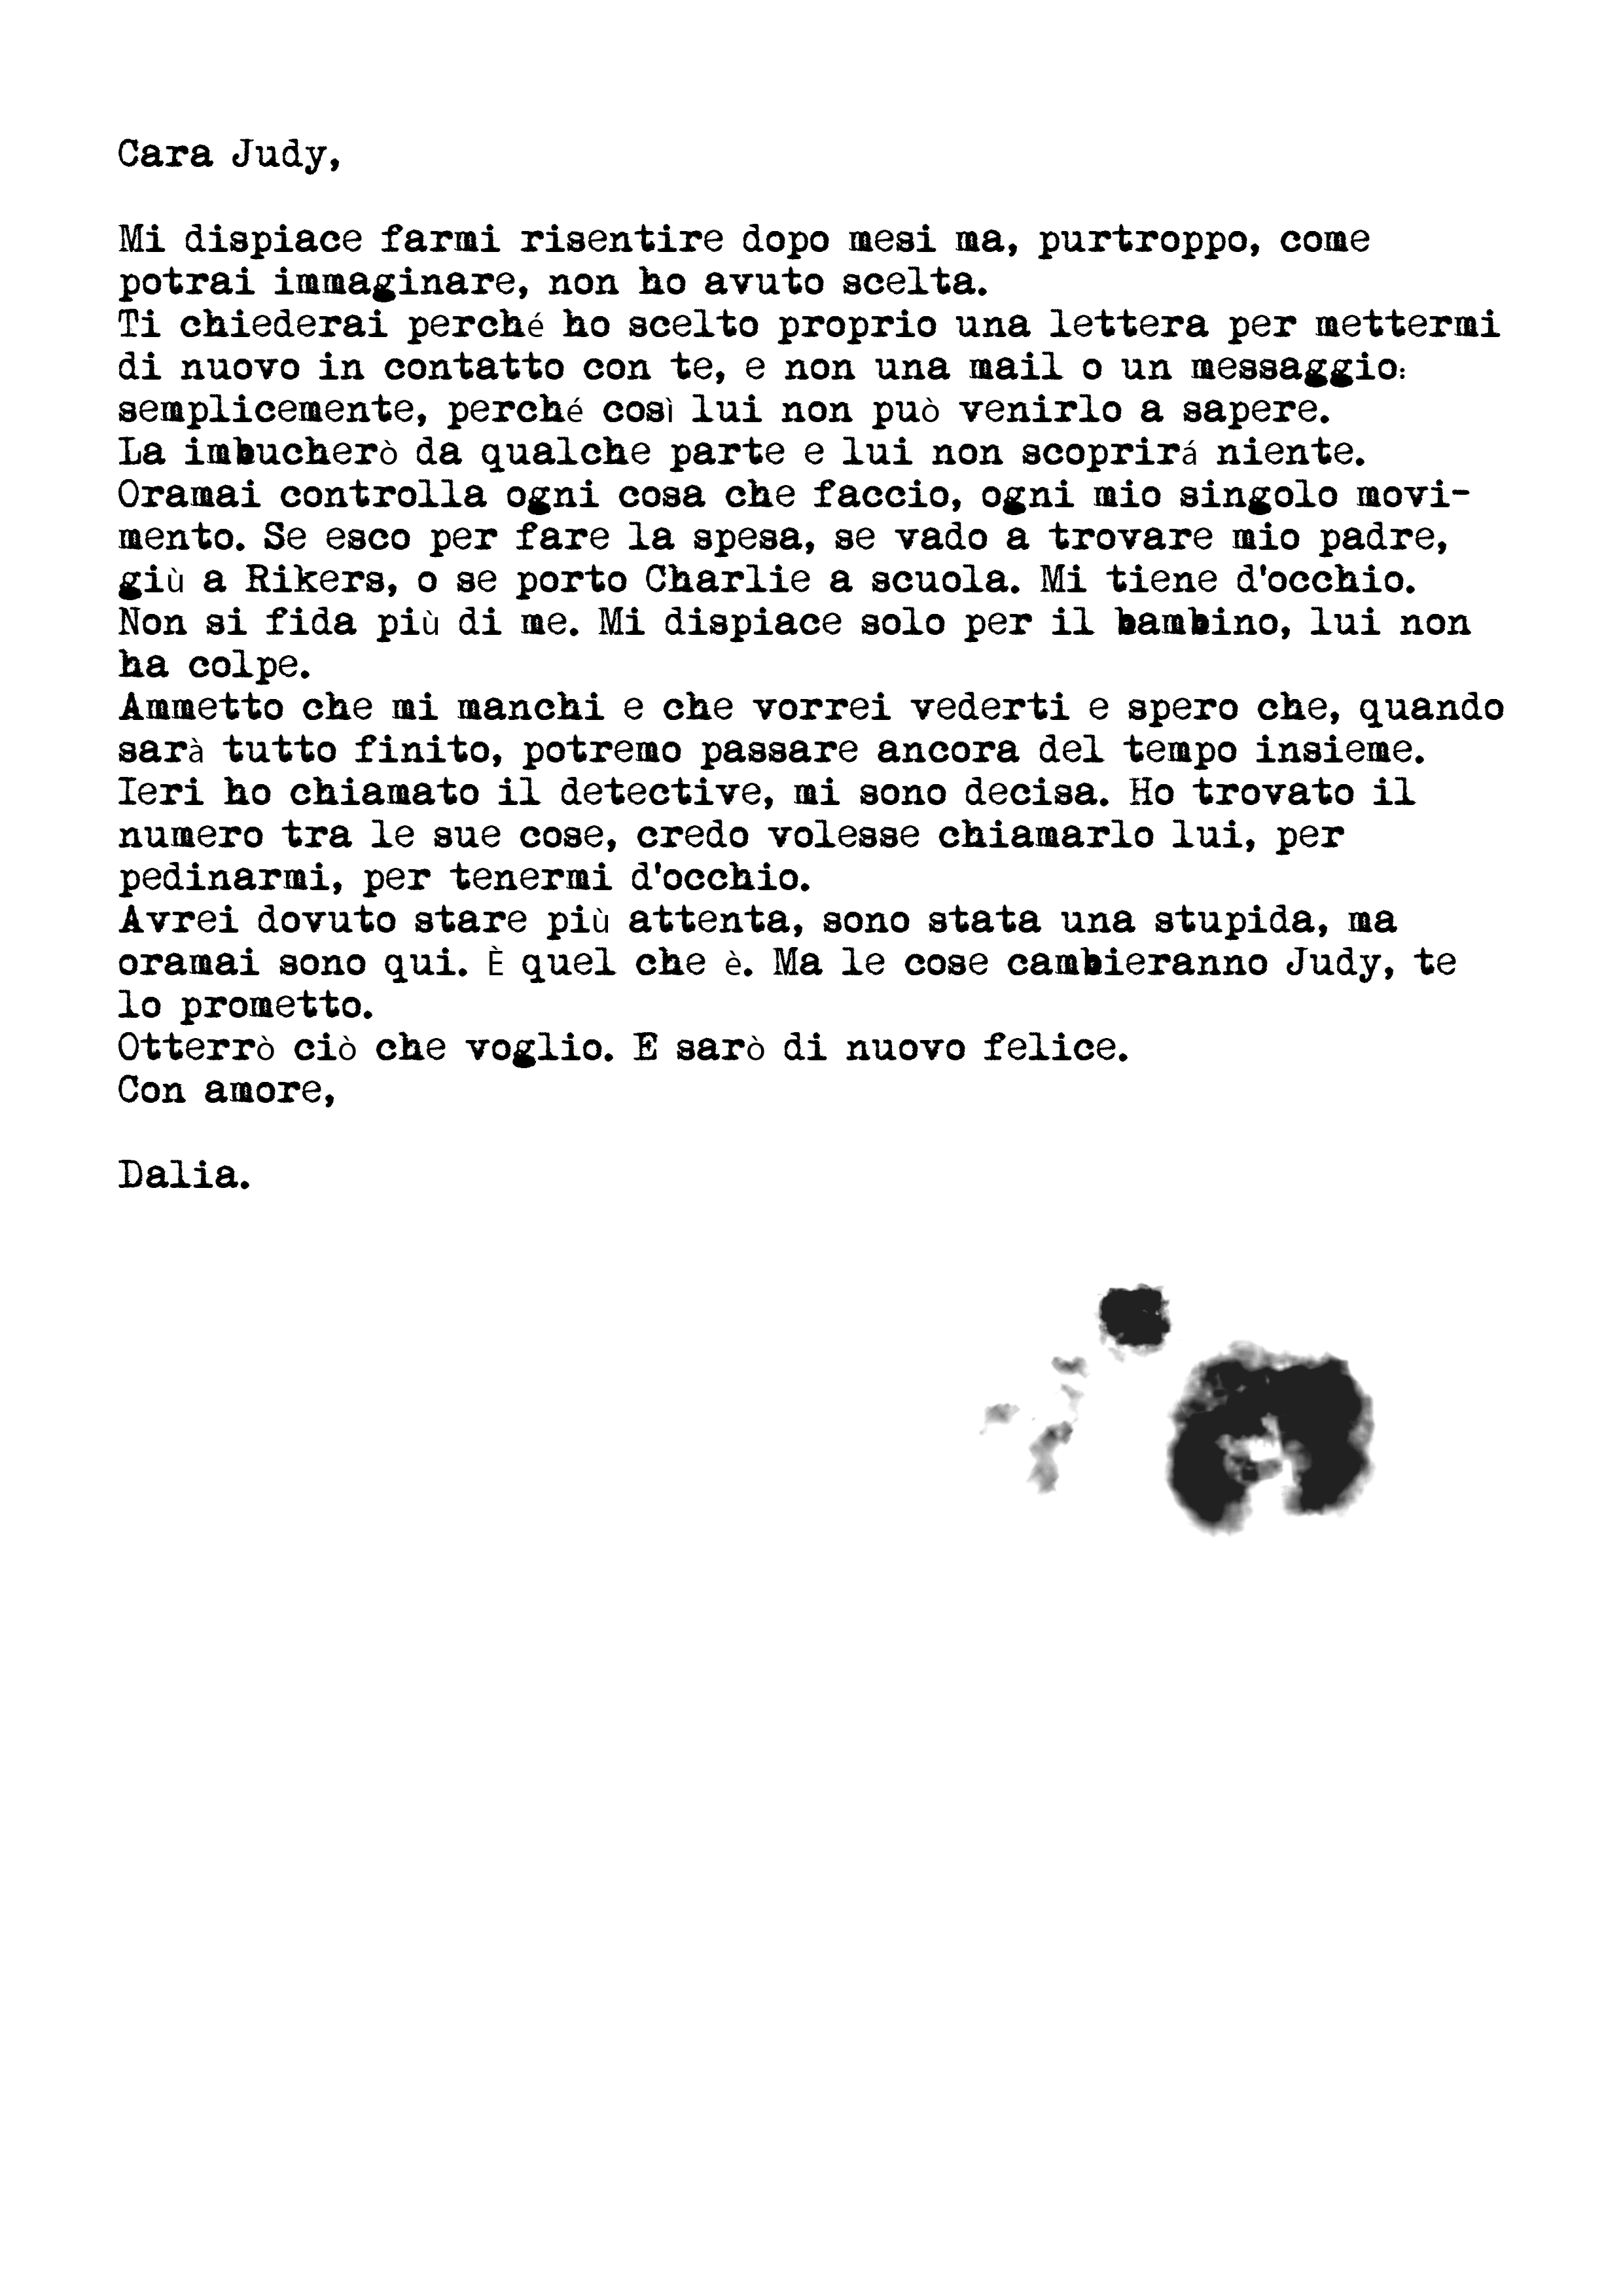 Cara Judy,
Mi dispiace farmi risentire dopo mesi ma, purtroppo, come
potrai immaginare, non ho avuto scelta.
Ti chiederai perché ho scelto proprio una lettera per mettermi
di nuovo in contatto con te, e non una mail o un messaggio:
semplicemente, perché così lui non può venirlo a sapere.
La imbucherò da qualche parte e lui non scoprirá niente.
Oramai controlla ogni cosa che faccio, ogni mio singolo movi-
mento. Se esco per fare la spesa, se vado a trovare mio padre,
giù a Rikers, o se porto Charlie a scuola. Mi tiene d'occhio.
Non si fida più di me. Mi dispiace solo per il bambino, lui non
ha colpe.
Ammetto che mi manchi e che vorrei vederti e spero che, quando
sarà tutto finito, potremo passare ancora del tempo insieme.
Ieri ho chiamato il detective, mi sono decisa. Ho trovato il
numero tra le sue cose, credo volesse chiamarlo lui, per
pedinarmi, per tenermi d'occhio.
Avrei dovuto stare più attenta, sono stata una stupida, ma
oramai sono qui. È quel che è. Ma le cose cambieranno Judy, te
lo prometto.
Otterrò ciò che voglio. E sarò di nuovo felice.
Con amore,
Dalia.